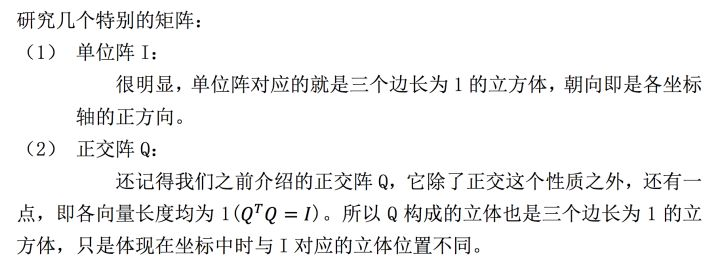 研究几个特别的矩阵:
(1) 单位阵 I:
很明显,单位阵对应的就是三个边长为 1 的立方体,朝向即是各坐标
轴的正方向。
(2) 正交阵 Q:
还记得我们之前介绍的正交阵 Q,它除了正交这个性质之外,还有一
点,即各向量长度均为 1(QᵀQ = I)。所以 Q 构成的立体也是三个边长为 1 的立
方体,只是体现在坐标中时与 I 对应的立体位置不同。